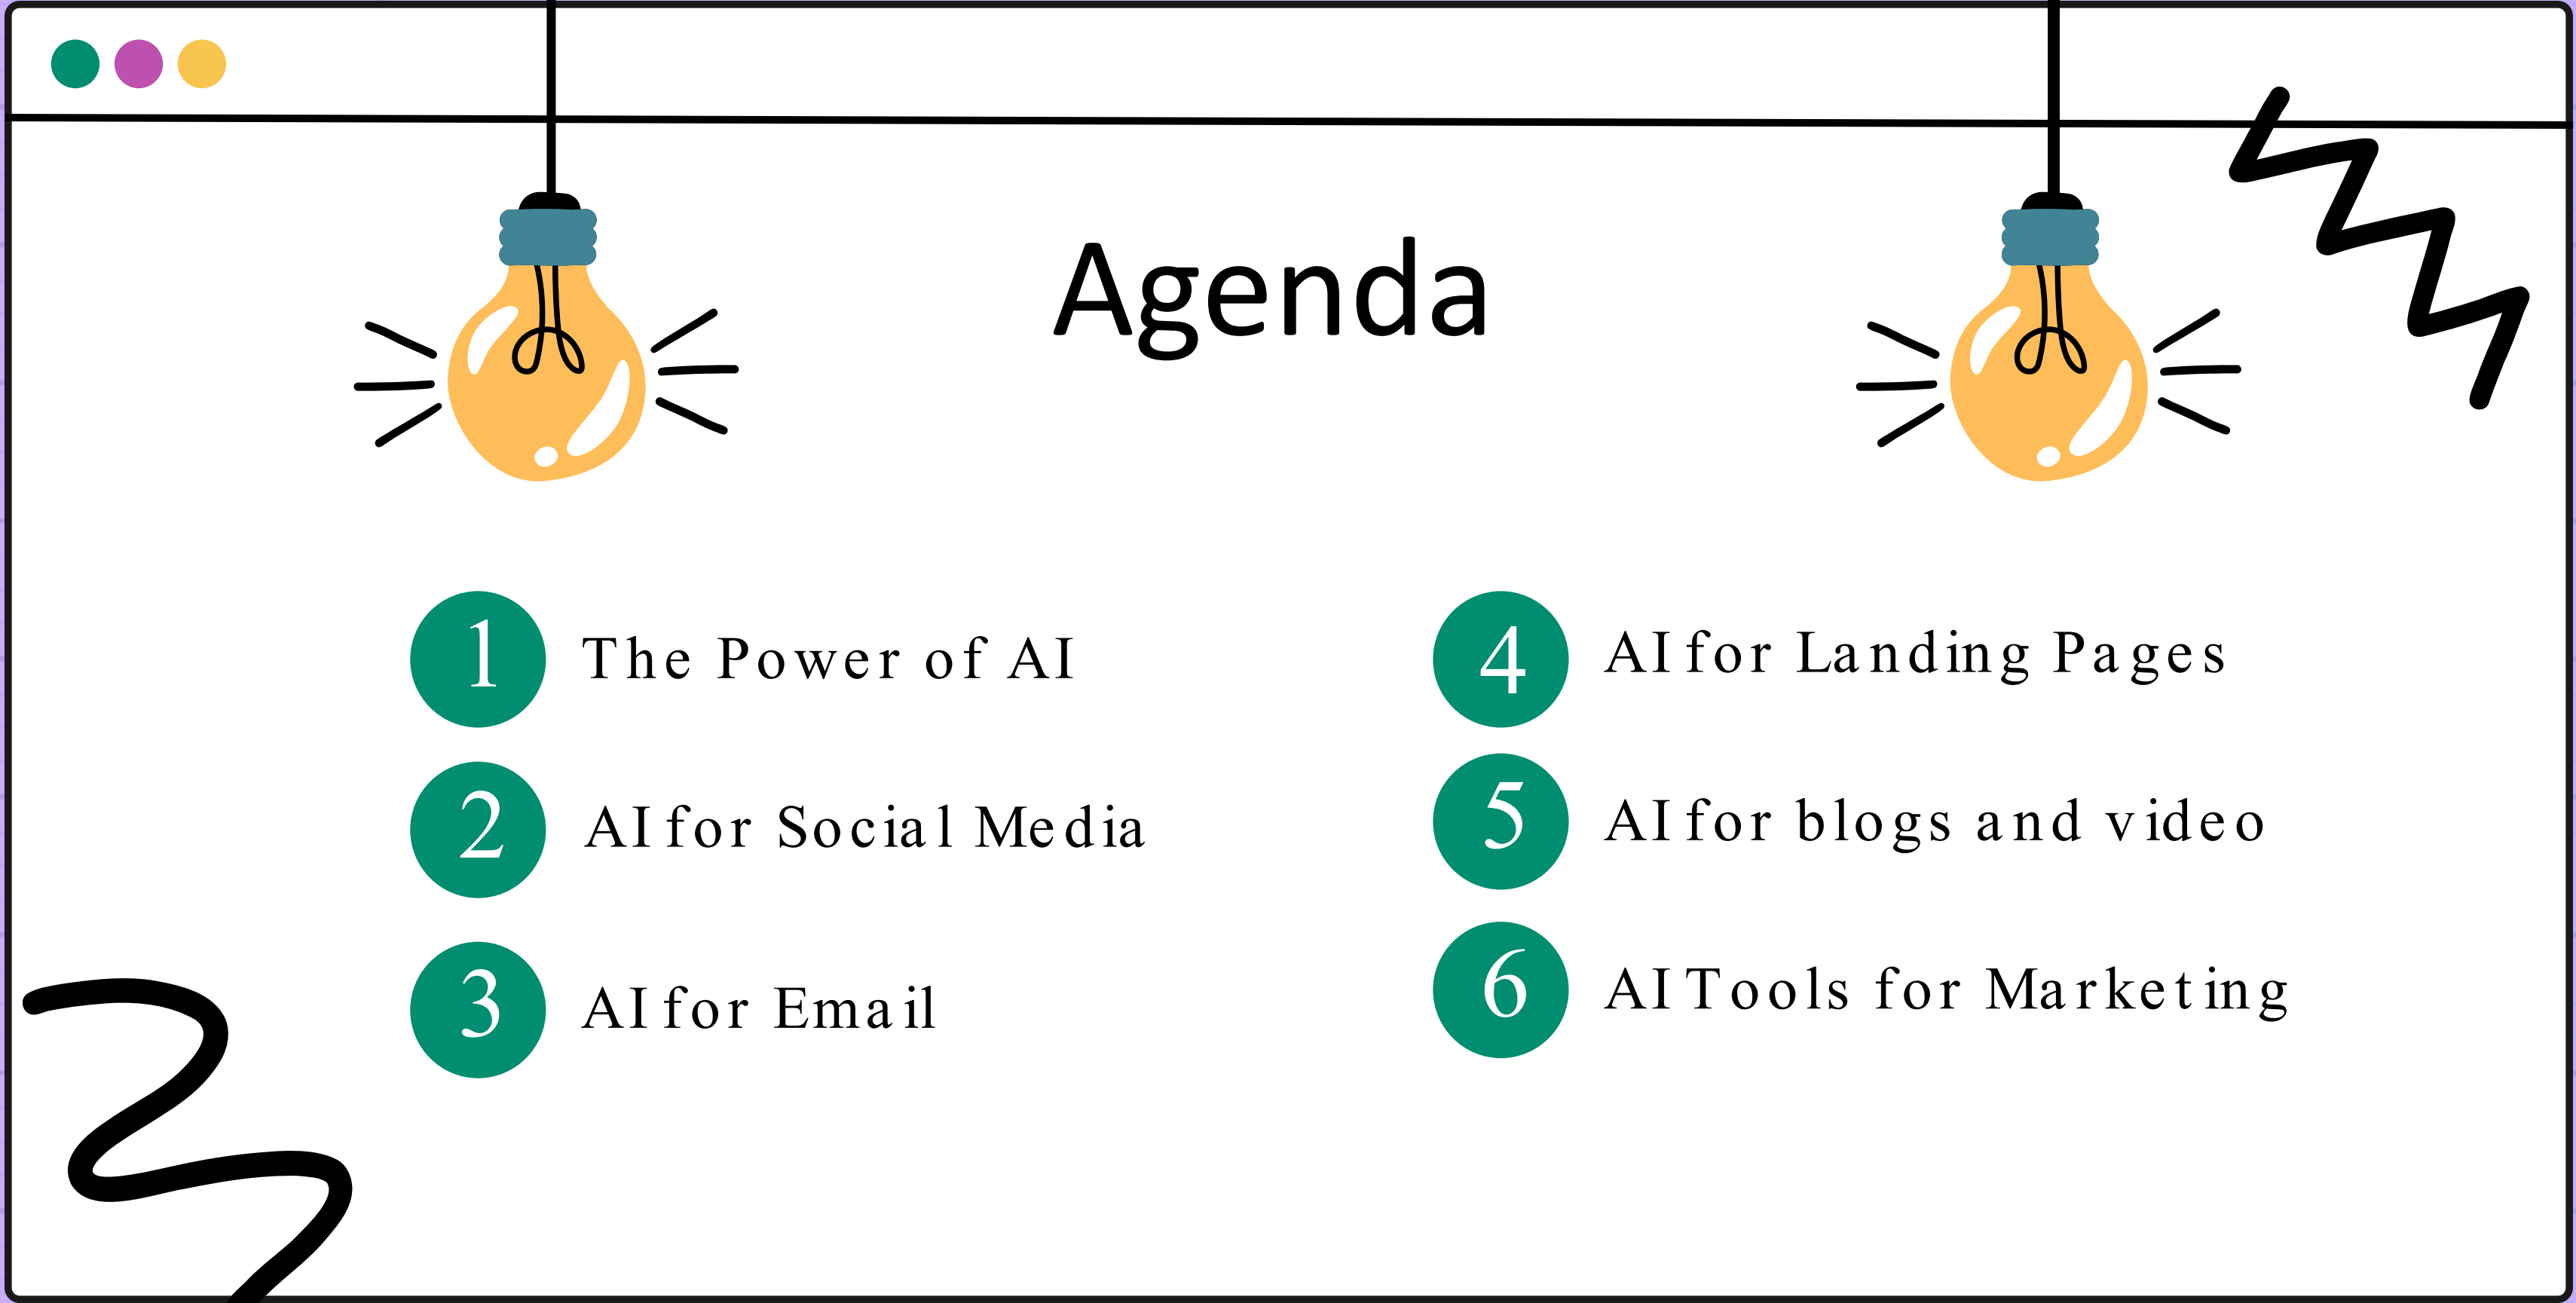 Agenda
1 The Power of AI
2 AI for Social Media
3 AI for Email
4 AI for Landing Pages
5 AI for blogs and video
6 AI Tools for Marketing